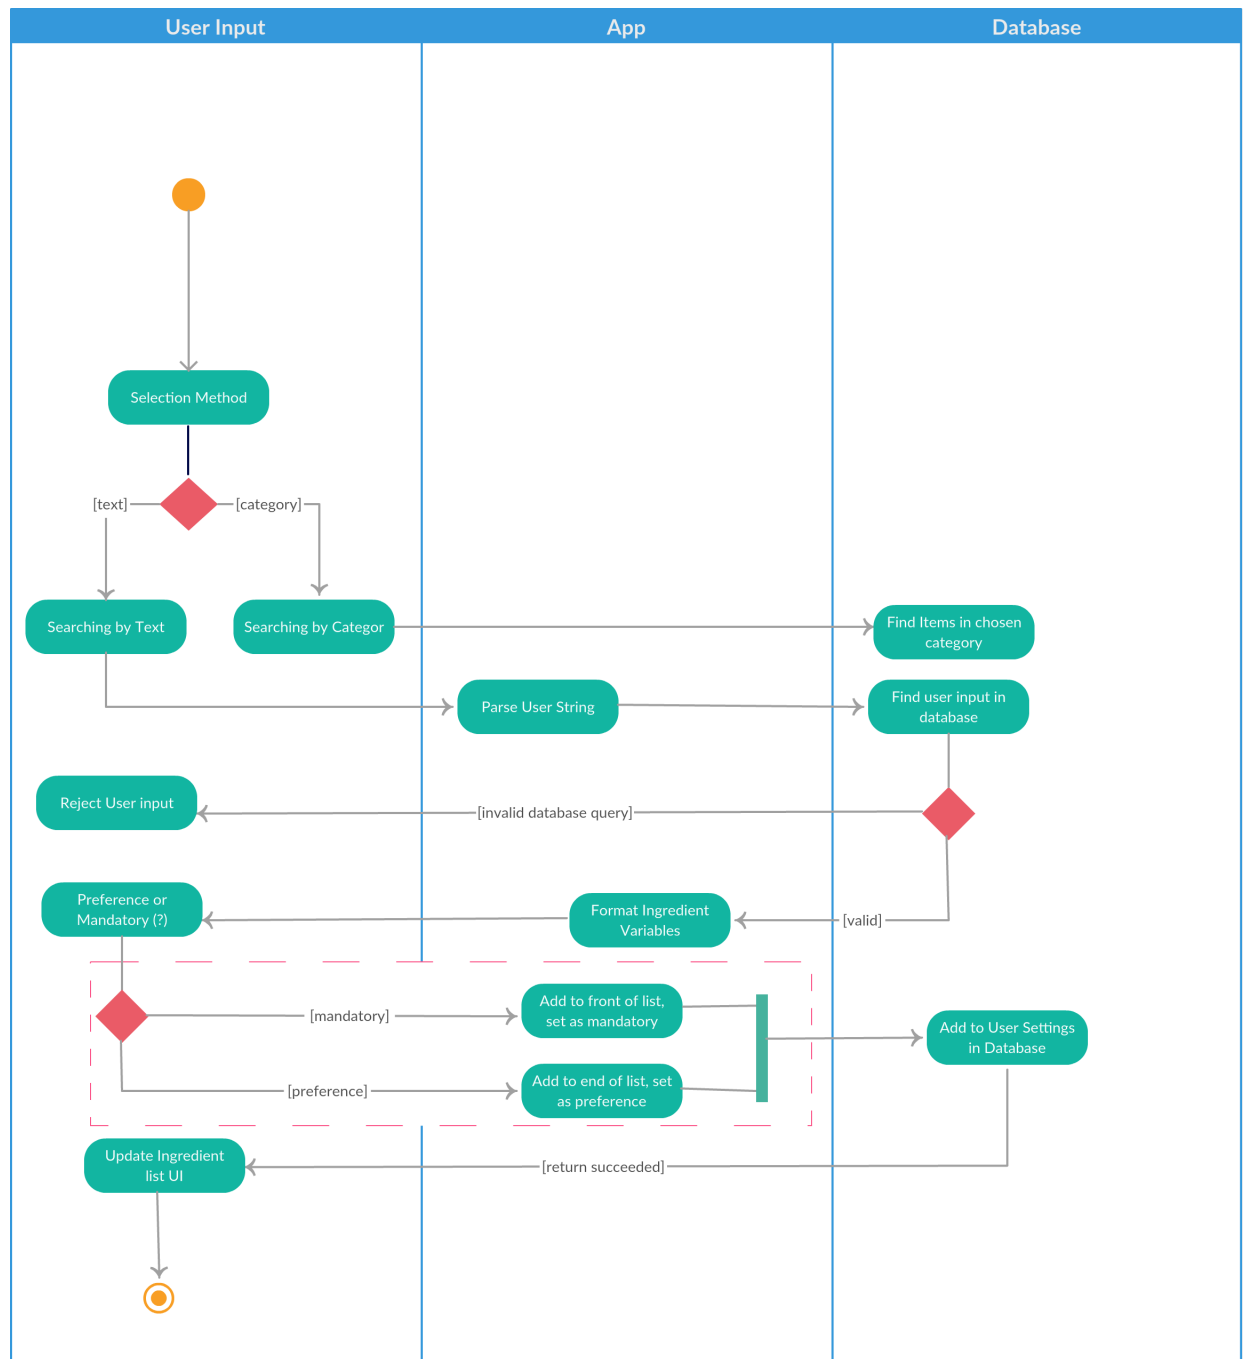 User Input
App
Database
Selection Method
[text]
[category]
Searching by Text
Searching by Categor
Find Items in chosen
category
Parse User String
Find user input in
database
Reject User input
[invalid database query]
Preference or
Mandatory (?)
Format Ingredient
Variables
[valid]
[mandatory]
Add to front of list,
set as mandatory
Add to User Settings
in Database
[preference]
Add to end of list, set
as preference
Update Ingredient
list UI
[return succeeded]